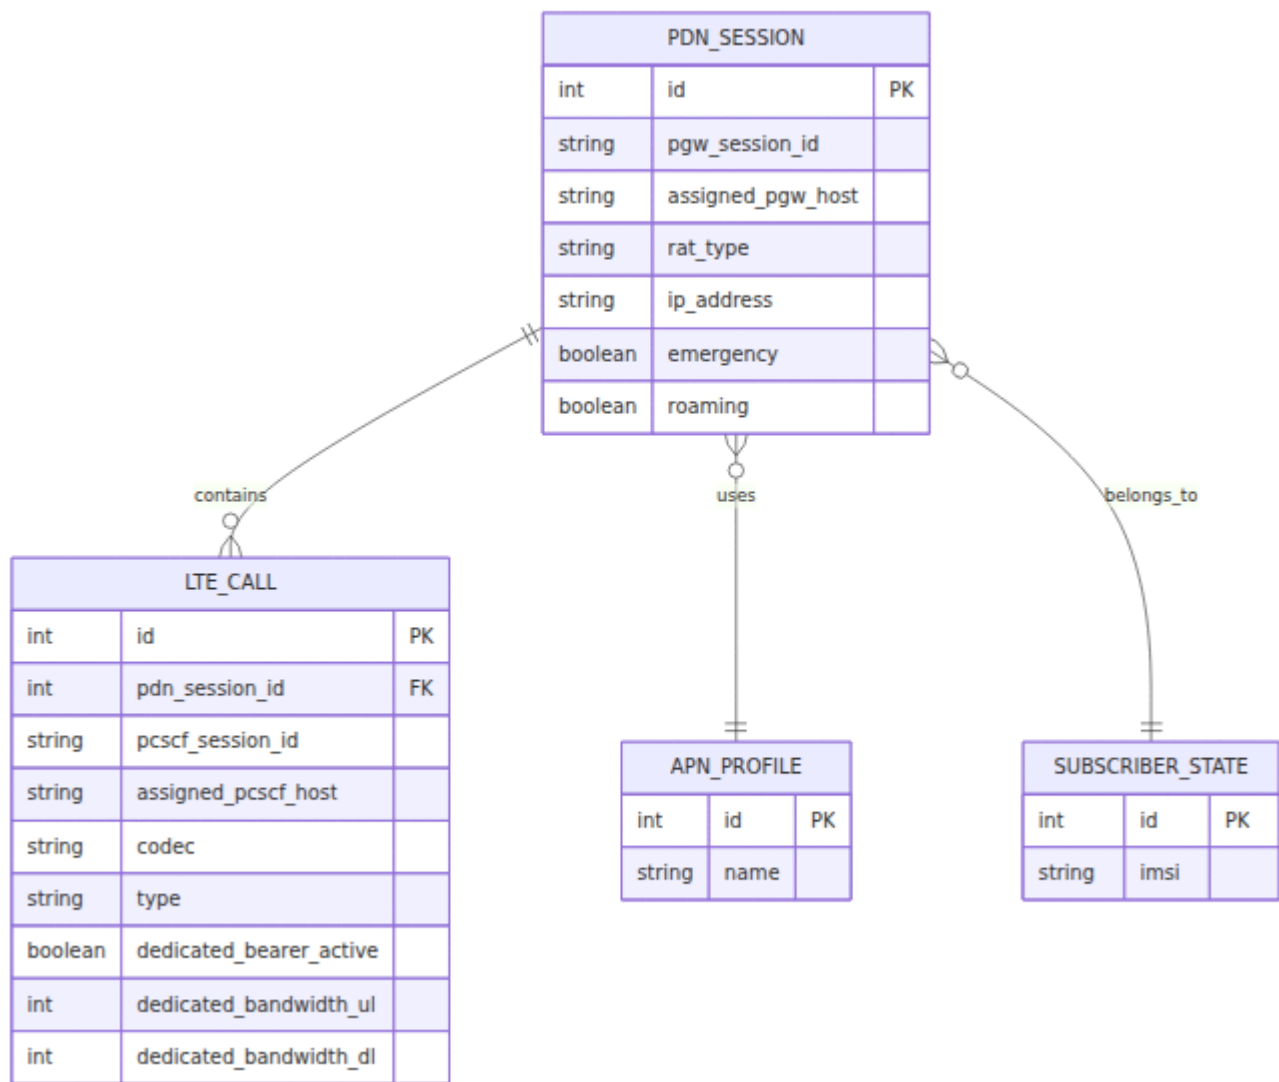 PDN_SESSION
int id PK
string pgw_session_id
string assigned_pgw_host
string rat_type
string ip_address
boolean emergency
boolean roaming
contains
uses
belongs_to
LTE_CALL
int id PK
int pdn_session_id FK
string pcscf_session_id
string assigned_pcscf_host
string codec
string type
boolean dedicated_bearer_active
int dedicated_bandwidth_ul
int dedicated_bandwidth_dl
APN_PROFILE
int id PK
string name
SUBSCRIBER_STATE
int id PK
string imsi